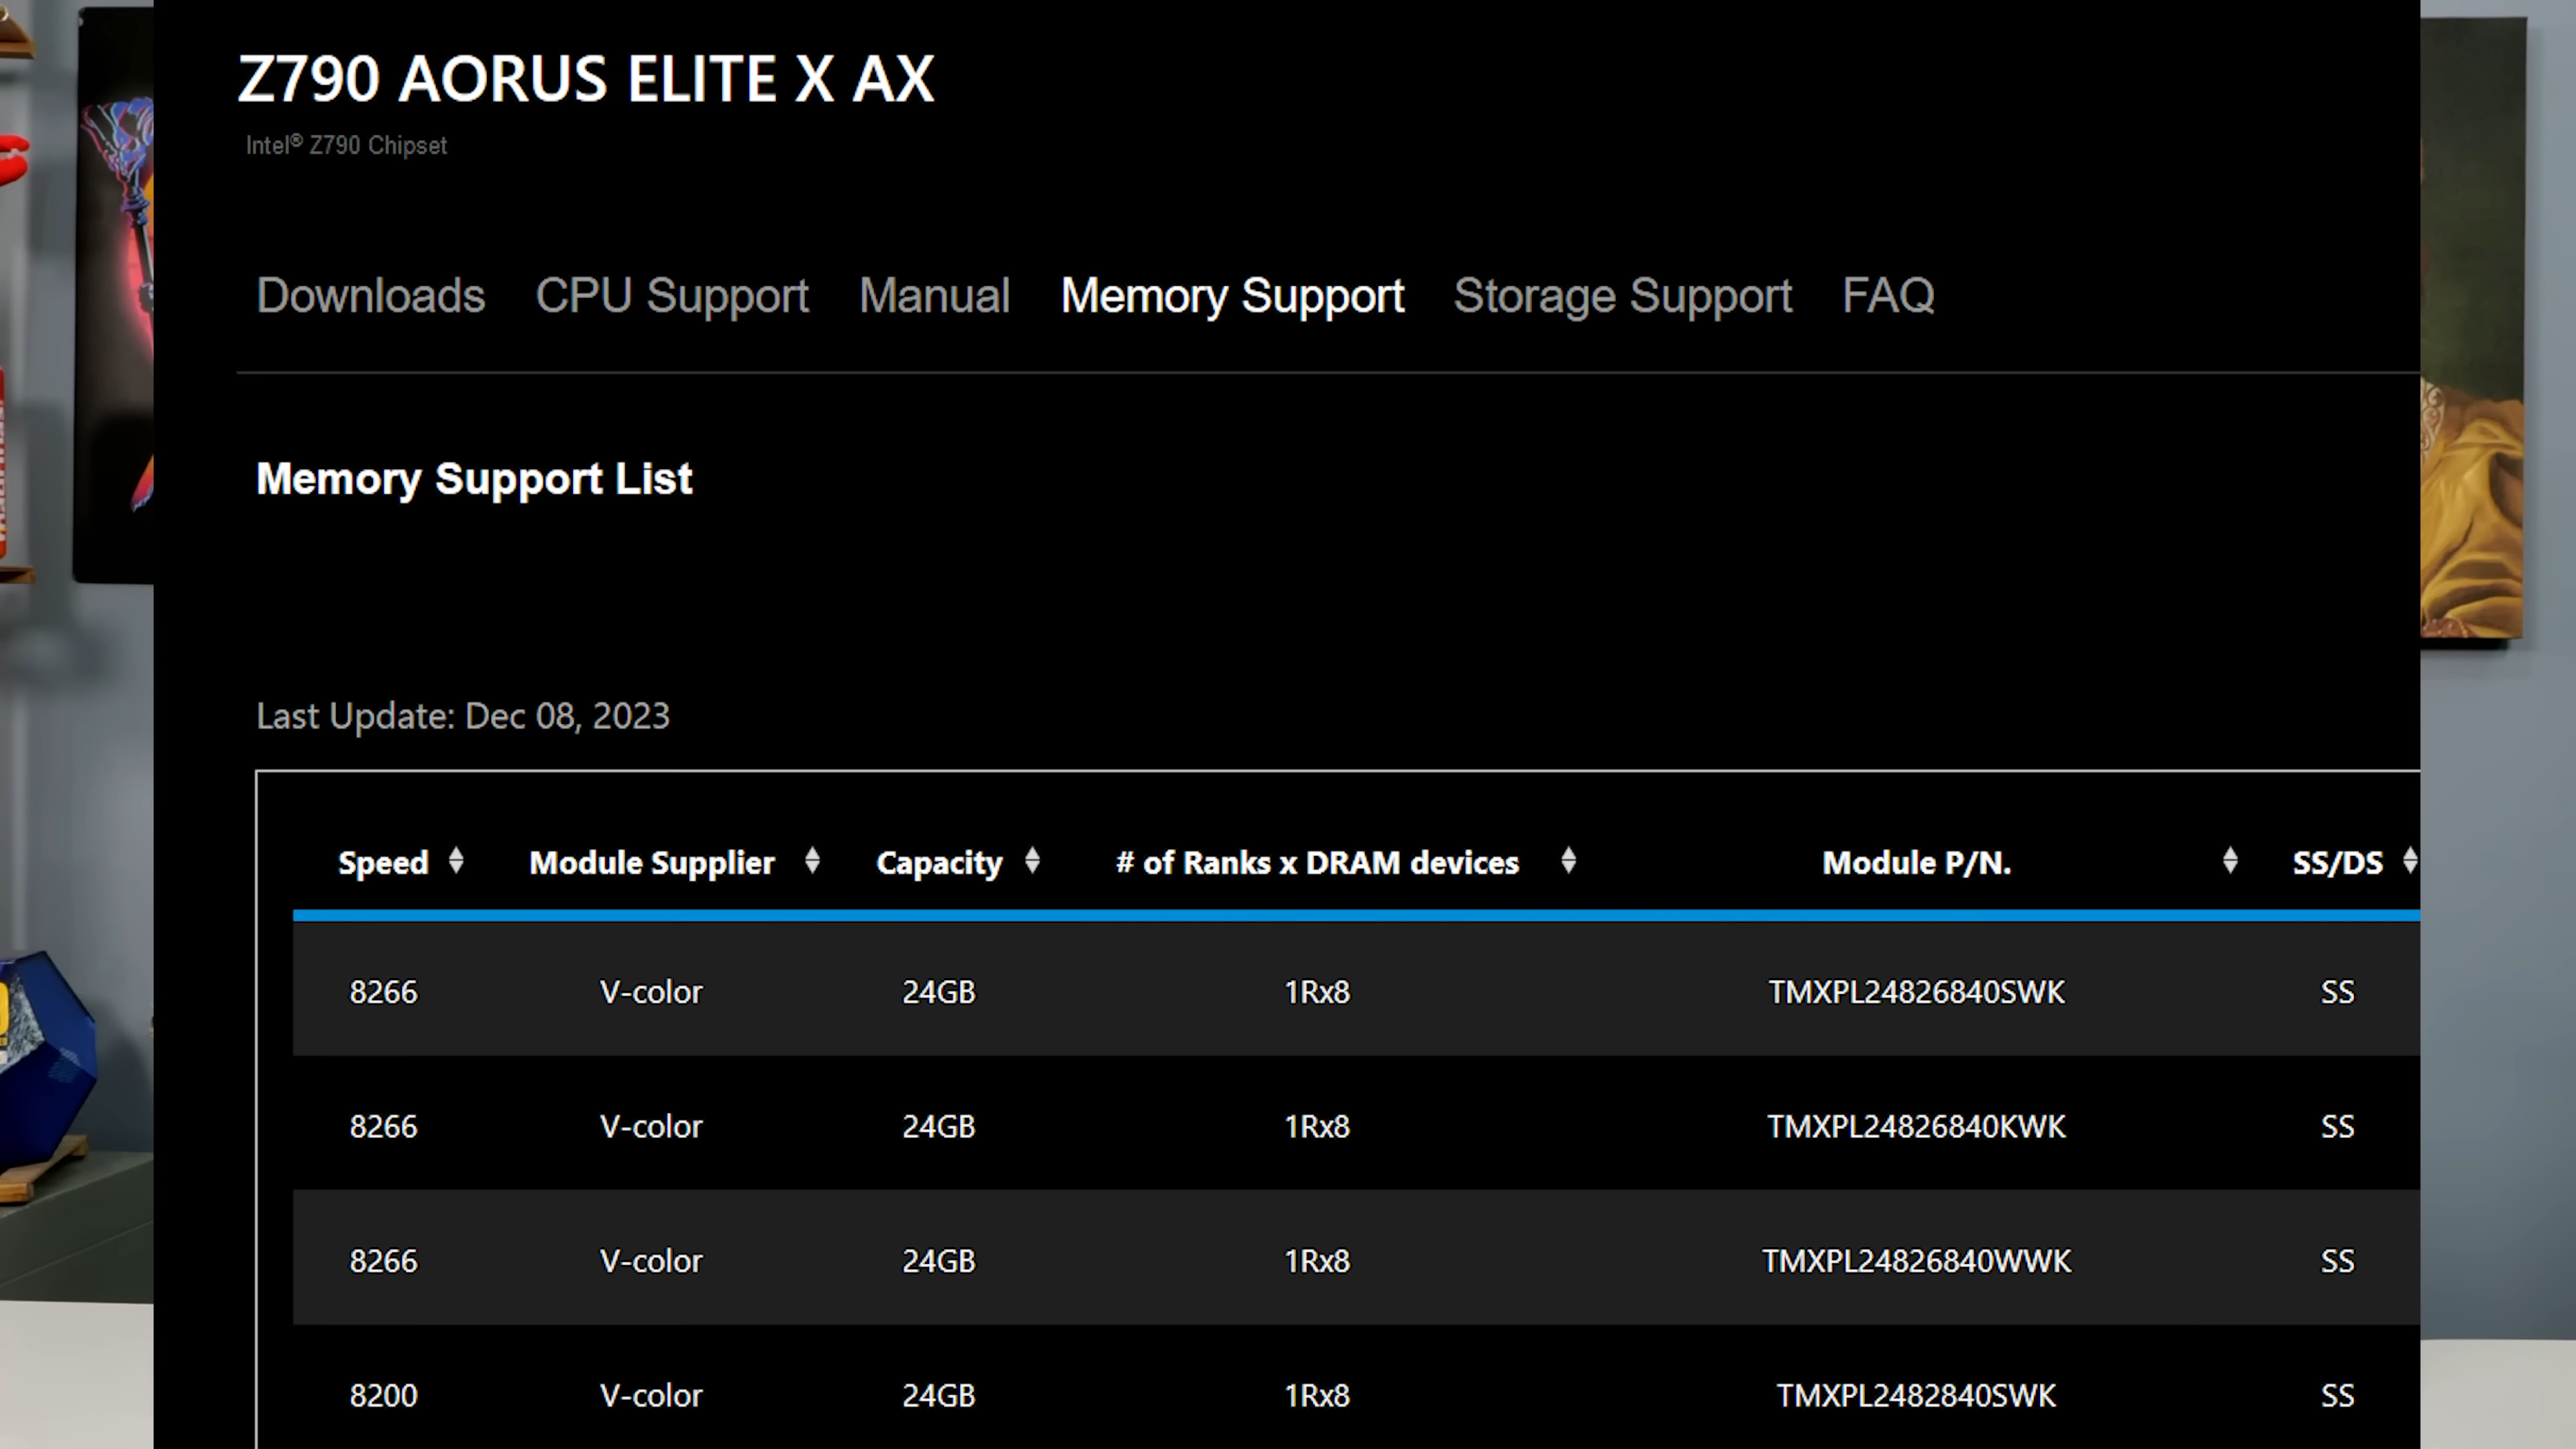 Z790 AORUS ELITE X AX
Intel® Z790 Chipset
Downloads CPU Support Manual Memory Support Storage Support FAQ
Memory Support List
Last Update: Dec 08, 2023
Speed Module Supplier Capacity # of Ranks x DRAM devices Module P/N. SS/DS
8266 V-color 24GB 1Rx8 TMXPL24826840SWK SS
8266 V-color 24GB 1Rx8 TMXPL24826840KWK SS
8266 V-color 24GB 1Rx8 TMXPL24826840WWK SS
8200 V-color 24GB 1Rx8 TMXPL2482840SWK SS